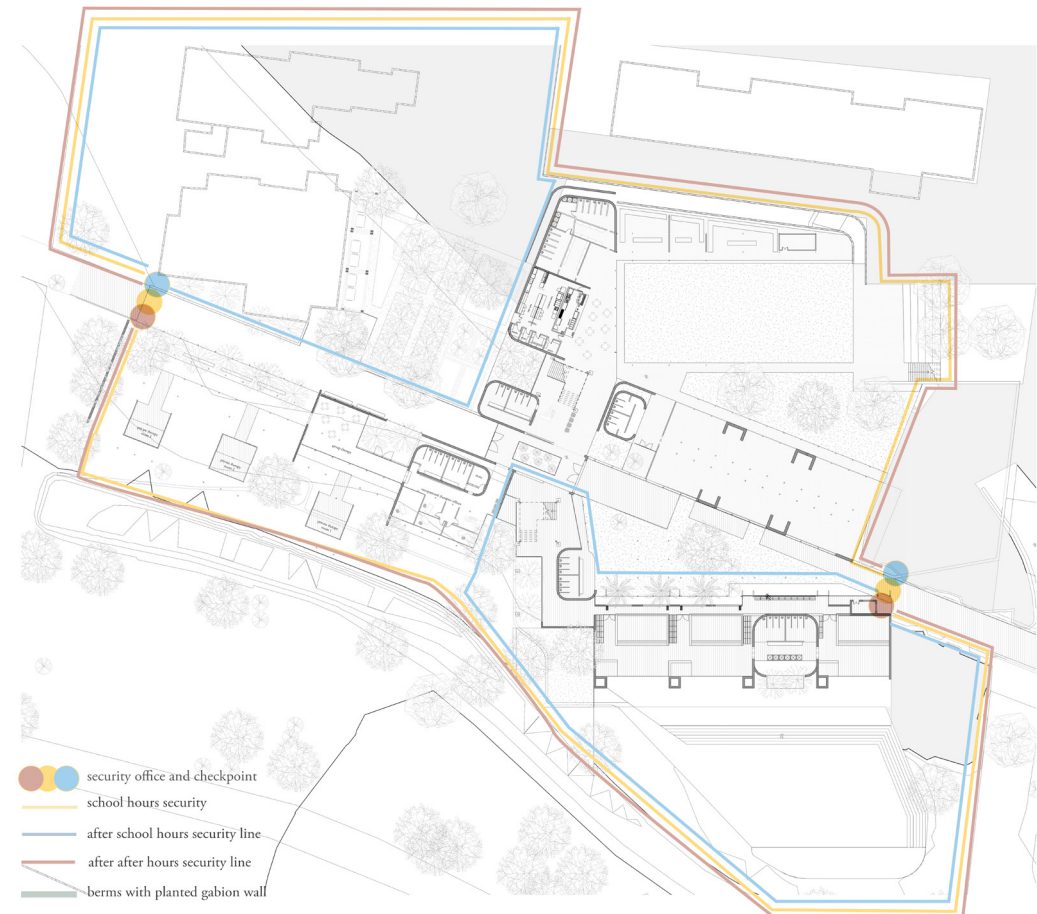 security office and checkpoint
school hours security
after school hours security line
after after hours security line
berms with planted gabion wall